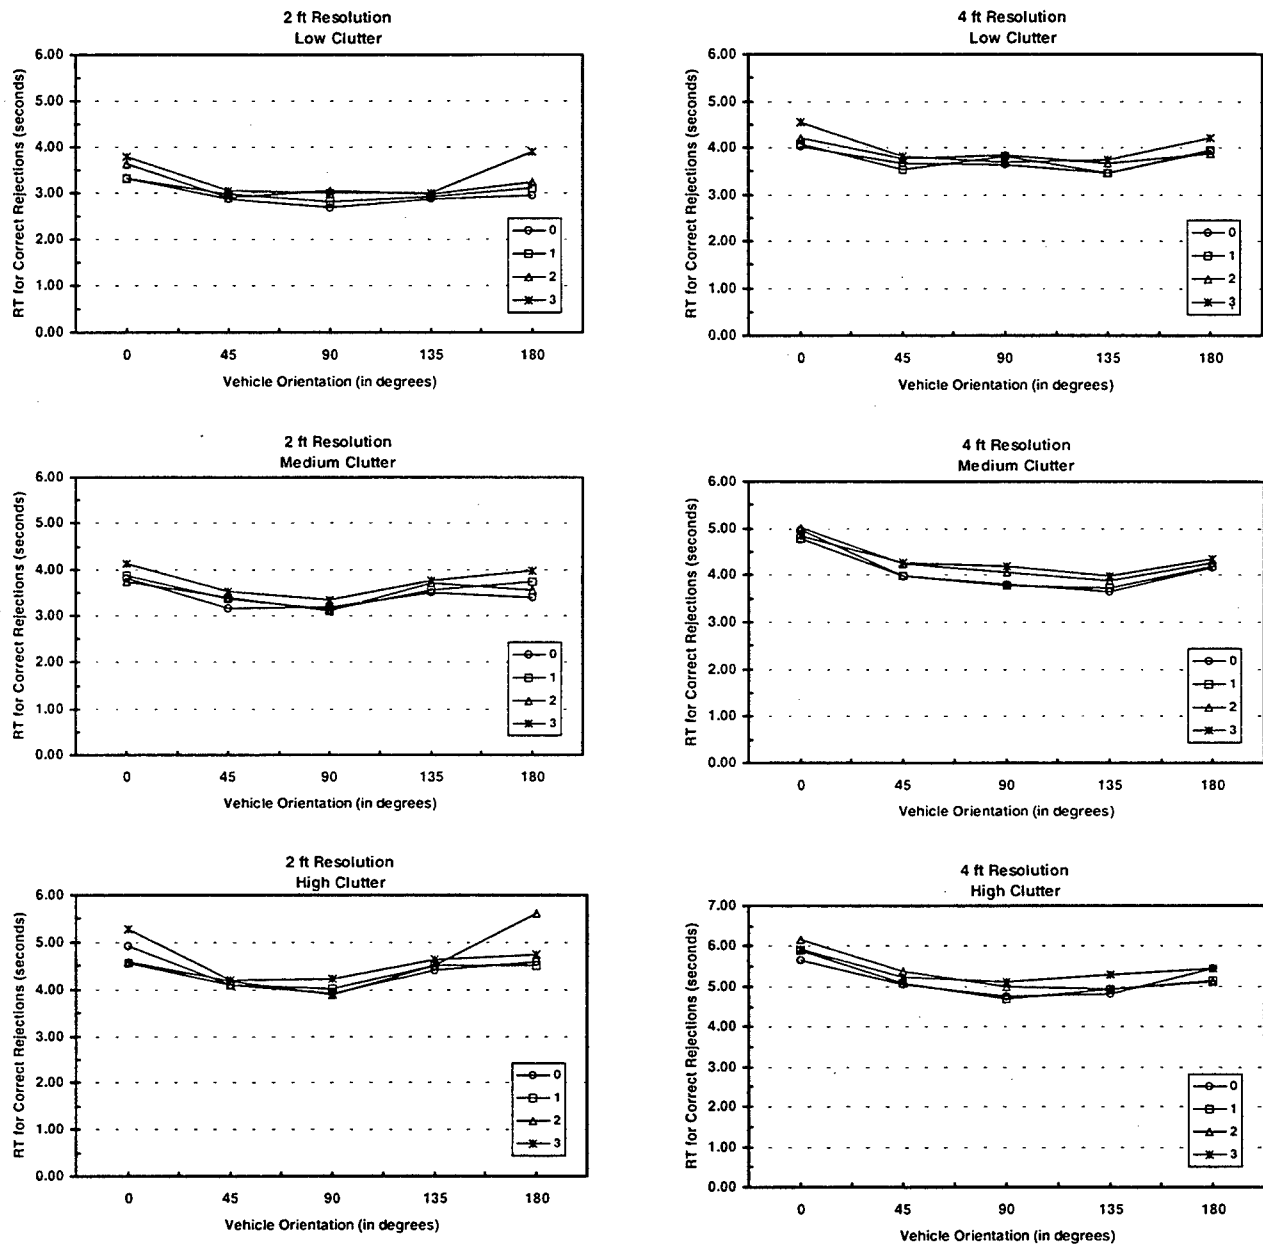 2 ft Resolution
Low Clutter
RT for Correct Rejections (seconds)
6.00
5.00
4.00
3.00
2.00
1.00
0.00
0
1
2
3
0 45 90 135 180
Vehicle Orientation (in degrees)
4 ft Resolution
Low Clutter
RT for Correct Rejections (seconds)
6.00
5.00
4.00
3.00
2.00
1.00
0.00
0
1
2
3
0 45 90 135 180
Vehicle Orientation (in degrees)
2 ft Resolution
Medium Clutter
RT for Correct Rejections (seconds)
6.00
5.00
4.00
3.00
2.00
1.00
0.00
0
1
2
3
0 45 90 135 180
Vehicle Orientation (in degrees)
4 ft Resolution
Medium Clutter
RT for Correct Rejections (seconds)
6.00
5.00
4.00
3.00
2.00
1.00
0.00
0
1
2
3
0 45 90 135 180
Vehicle Orientation (in degrees)
2 ft Resolution
High Clutter
RT for Correct Rejections (seconds)
6.00
5.00
4.00
3.00
2.00
1.00
0.00
0
1
2
3
0 45 90 135 180
Vehicle Orientation (in degrees)
4 ft Resolution
High Clutter
RT for Correct Rejections (seconds)
7.00
6.00
5.00
4.00
3.00
2.00
1.00
0.00
0
1
2
3
0 45 90 135 180
Vehicle Orientation (in degrees)